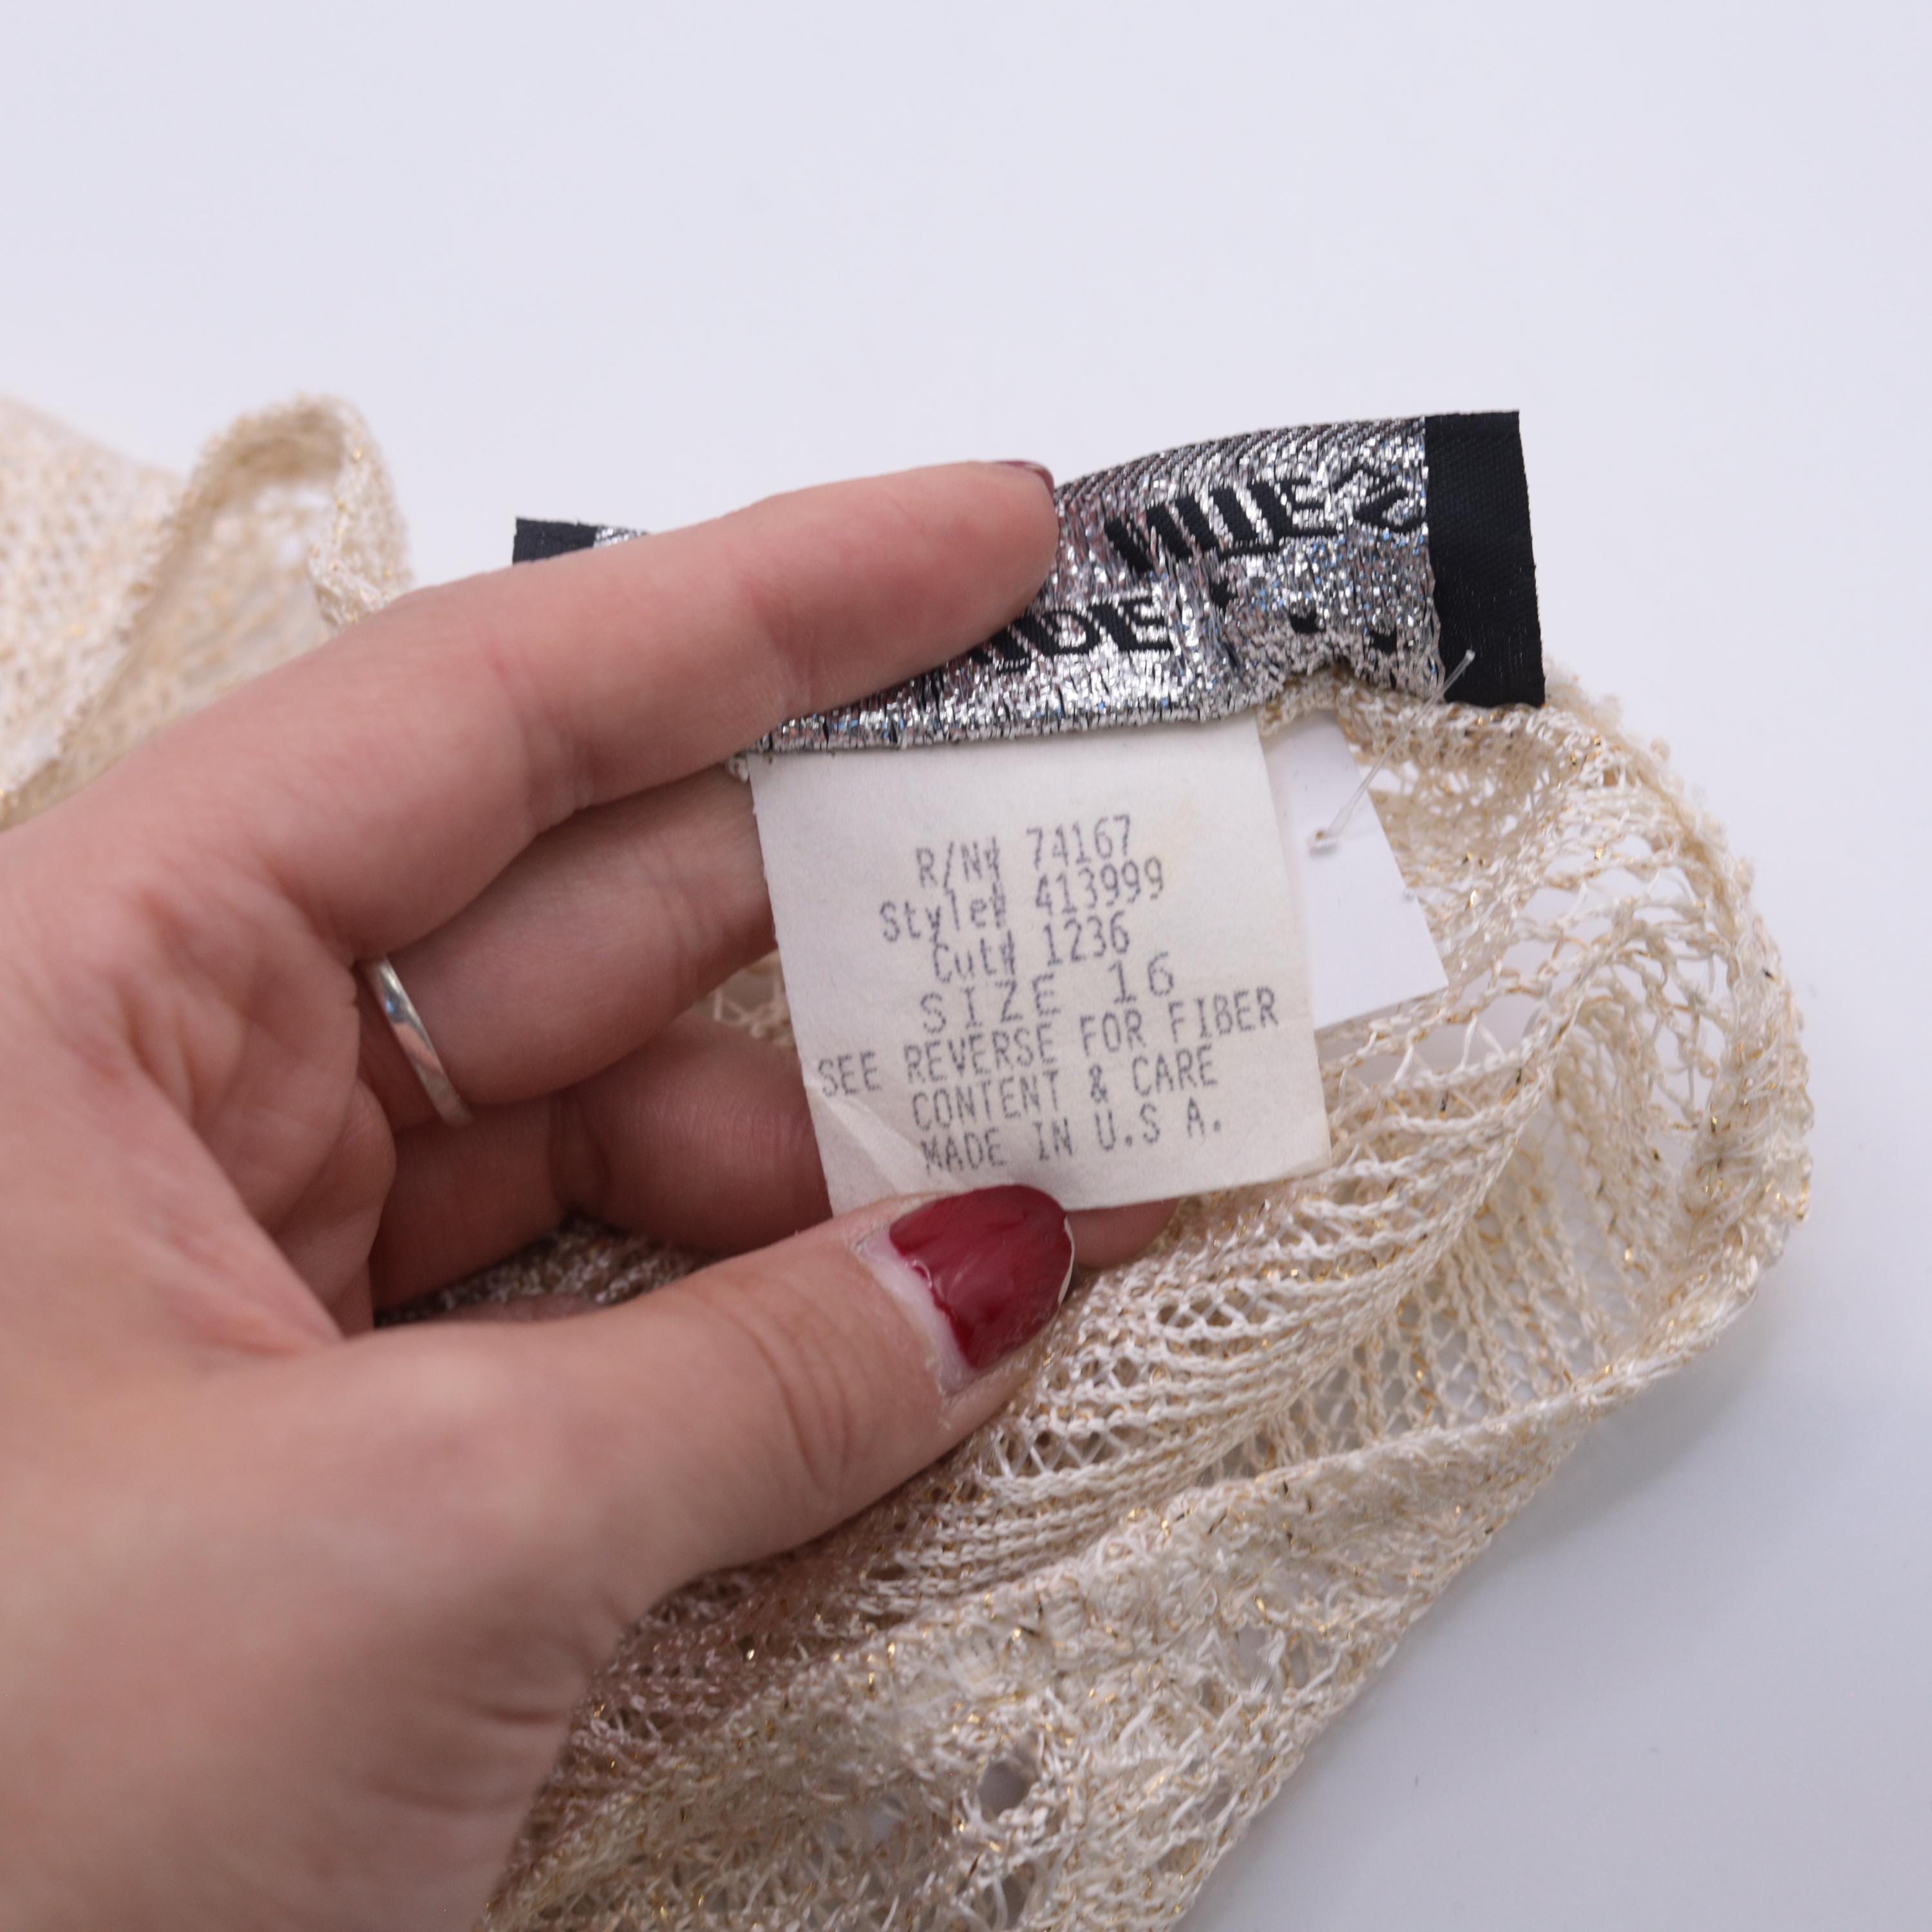 R/N# 74167
Style# 413999
Cut# 1236
SIZE 16
SEE REVERSE FOR FIBER
CONTENT & CARE
MADE IN U.S A.